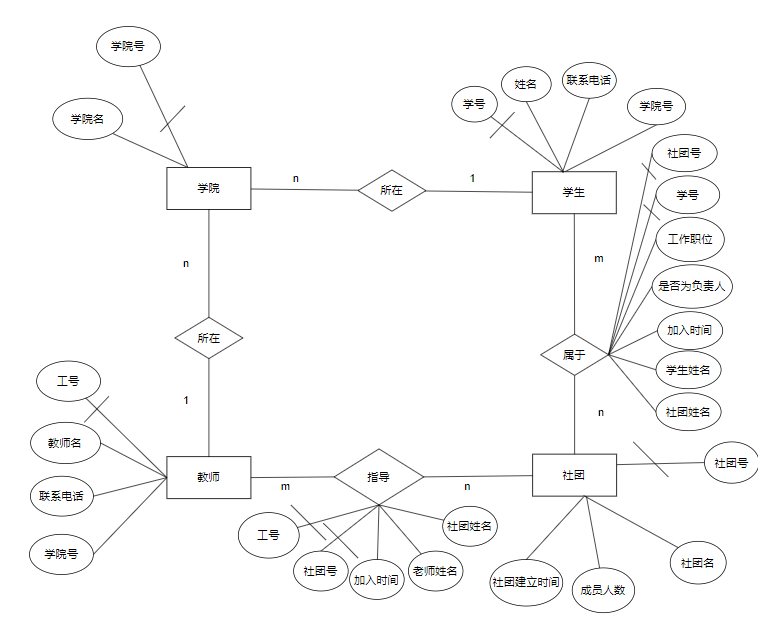 学院号
学院名
学号
姓名
联系电话
学院号
社团号
学号
工作职位
是否为负责人
加入时间
学生姓名
社团姓名
学院
n
所在
1
学生
n
所在
1
m
属于
n
工号
教师名
联系电话
学院号
教师
m
指导
n
社团
社团号
工号
社团号
加入时间
老师姓名
社团姓名
社团建立时间
成员人数
社团名